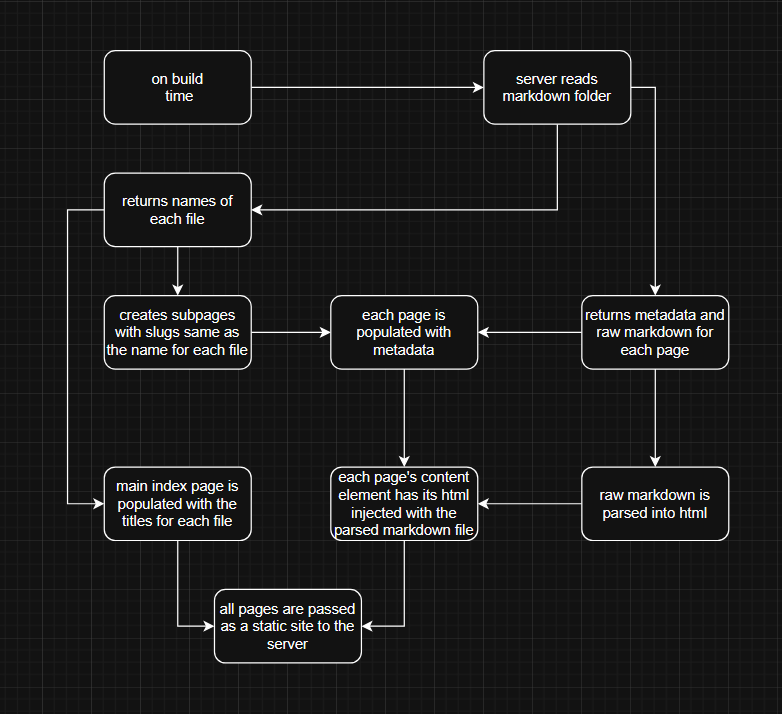 on build
time
server reads
markdown folder
returns names of
each file
creates subpages
with slugs same as
the name for each file
each page is
populated with
metadata
returns metadata and
raw markdown for
each page
main index page is
populated with the
titles for each file
each page's content
element has its html
injected with the
parsed markdown file
raw markdown is
parsed into html
all pages are passed
as a static site to the
server